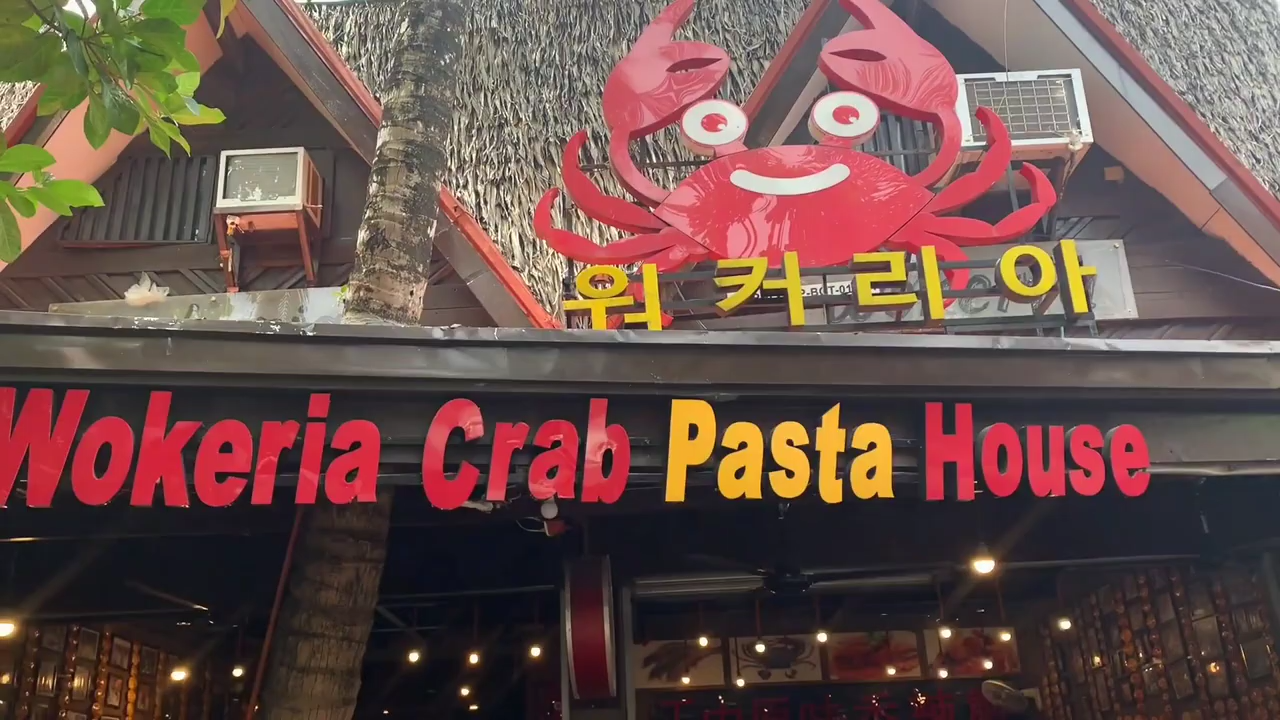 워커리아
Wokeria Crab Pasta House